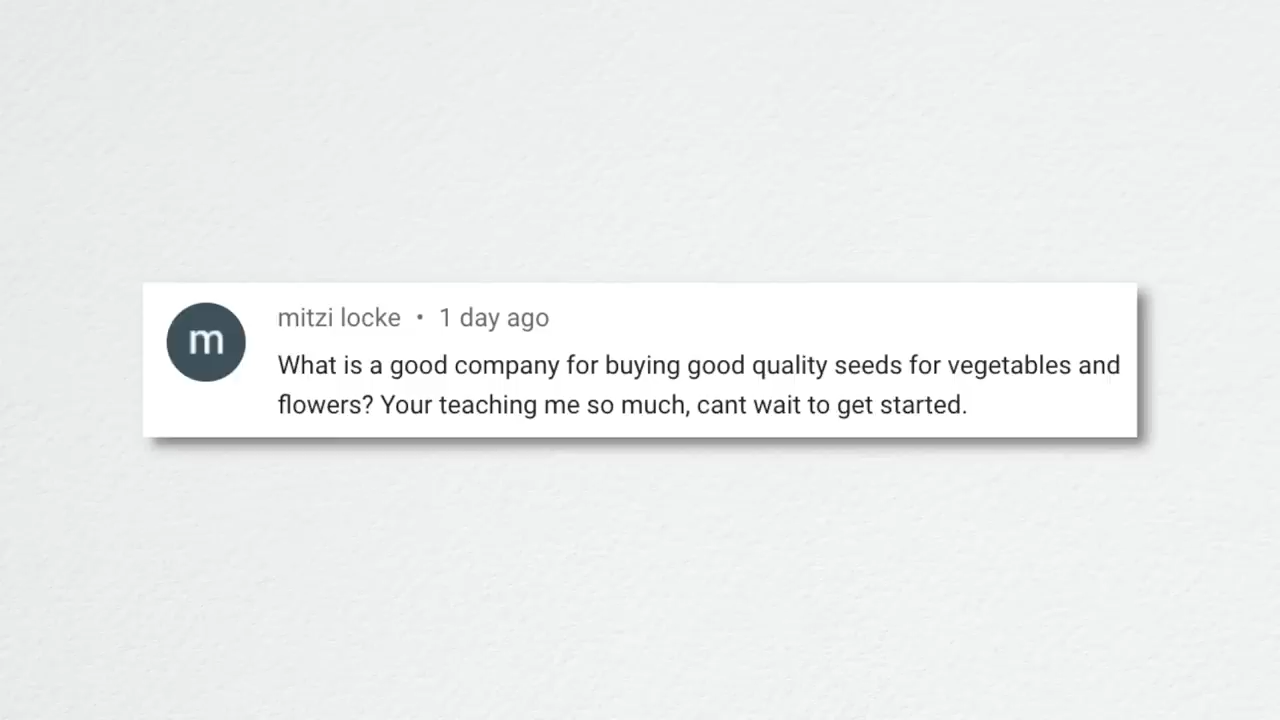 m
mitzi locke • 1 day ago
What is a good company for buying good quality seeds for vegetables and
flowers? Your teaching me so much, cant wait to get started.